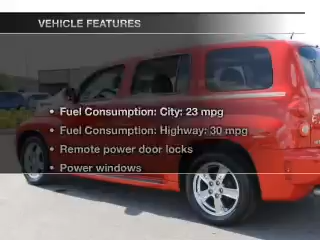 VEHICLE FEATURES
• Fuel Consumption: City: 23 mpg
• Fuel Consumption: Highway: 30 mpg
• Remote power door locks
• Power windows